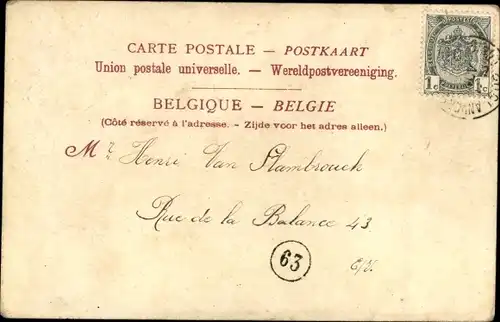 CARTE POSTALE — POSTKAART
Union postale universelle. — Wereldpostvereeniging.
BELGIQUE — BELGIE
(Côté réservé à l'adresse. - Zijde voor het adres alleen.)
Mr Henri Van Stambrouck
Rue de la Balance 43
63
E/V.
1c